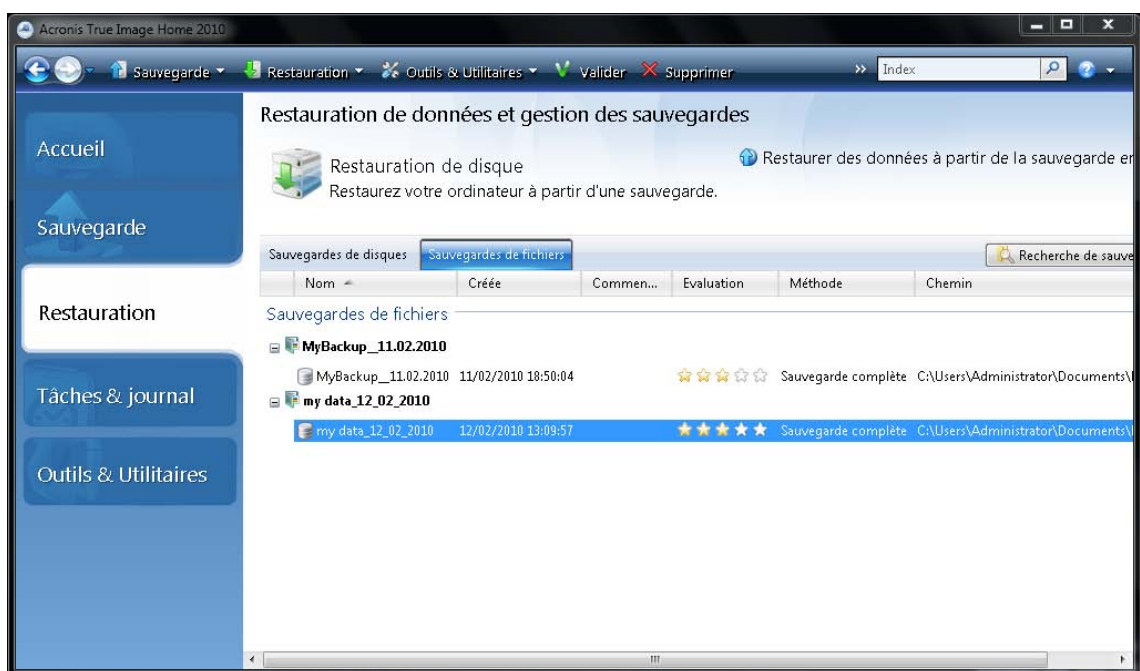 Acronis True Image Home 2010
Sauvegarde Restauration Outils & Utilitaires Valider Supprimer >> Index
Accueil
Sauvegarde
Restauration
Tâches & journal
Outils & Utilitaires
Restauration de données et gestion des sauvegardes
Restauration de disque
Restaurez votre ordinateur à partir d'une sauvegarde.
Restaurer des données à partir de la sauvegarde en
Sauvegardes de disques Sauvegardes de fichiers Recherche de sauve
Nom Créée Commen... Evaluation Méthode Chemin
Sauvegardes de fichiers
MyBackup__11.02.2010
MyBackup__11.02.2010 11/02/2010 18:50:04 Sauvegarde complète C:\Users\Administrator\Documents\
my data_12_02_2010
my data_12_02_2010 12/02/2010 13:09:57 Sauvegarde complète C:\Users\Administrator\Documents\